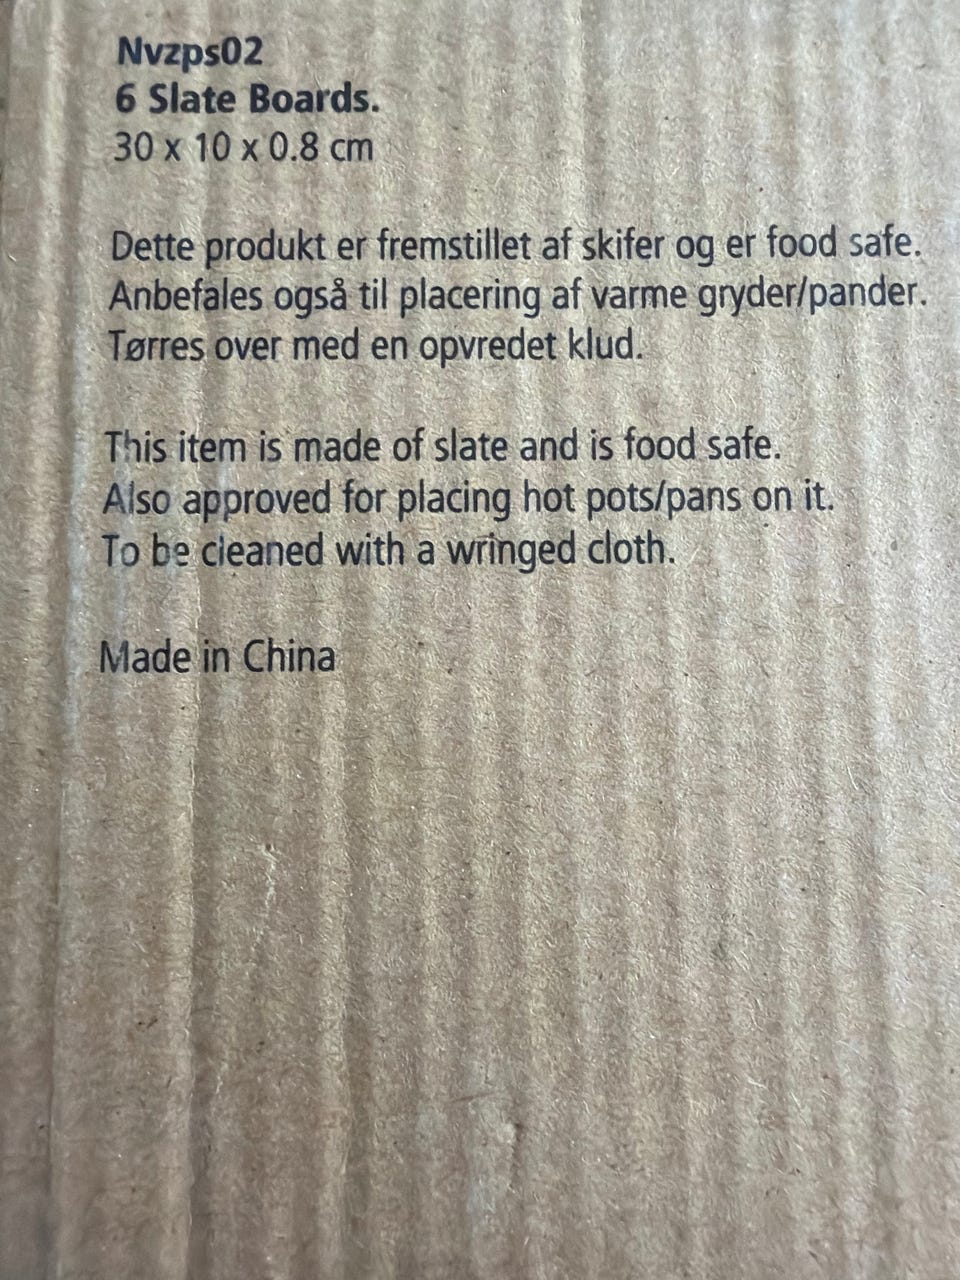 Nvzps02
6 Slate Boards.
30 x 10 x 0.8 cm
Dette produkt er fremstillet af skifer og er food safe.
Anbefales også til placering af varme gryder/pander.
Tørres over med en opvredet klud.
This item is made of slate and is food safe.
Also approved for placing hot pots/pans on it.
To be cleaned with a wringed cloth.
Made in China